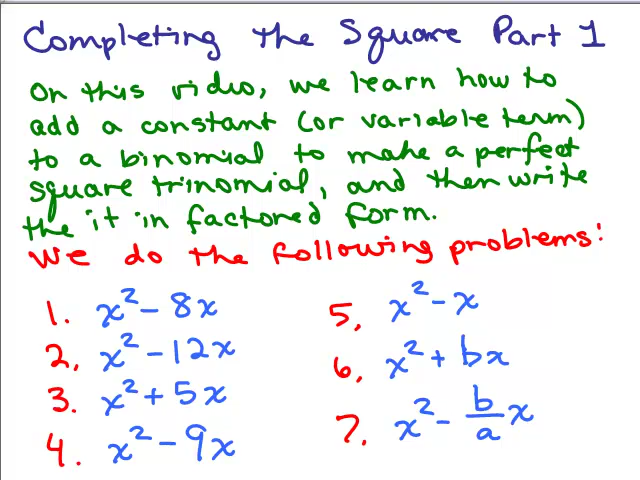 Completing the Square Part 1
On this video, we learn how to
add a constant (or variable term)
to a binomial to make a perfect
square trinomial, and then write
the it in factored form.
We do the following problems:
1. x² - 8x
2, x² - 12x
3. x² + 5x
4. x² - 9x
5, x² - x
6, x² + bx
7. x² - b/a x